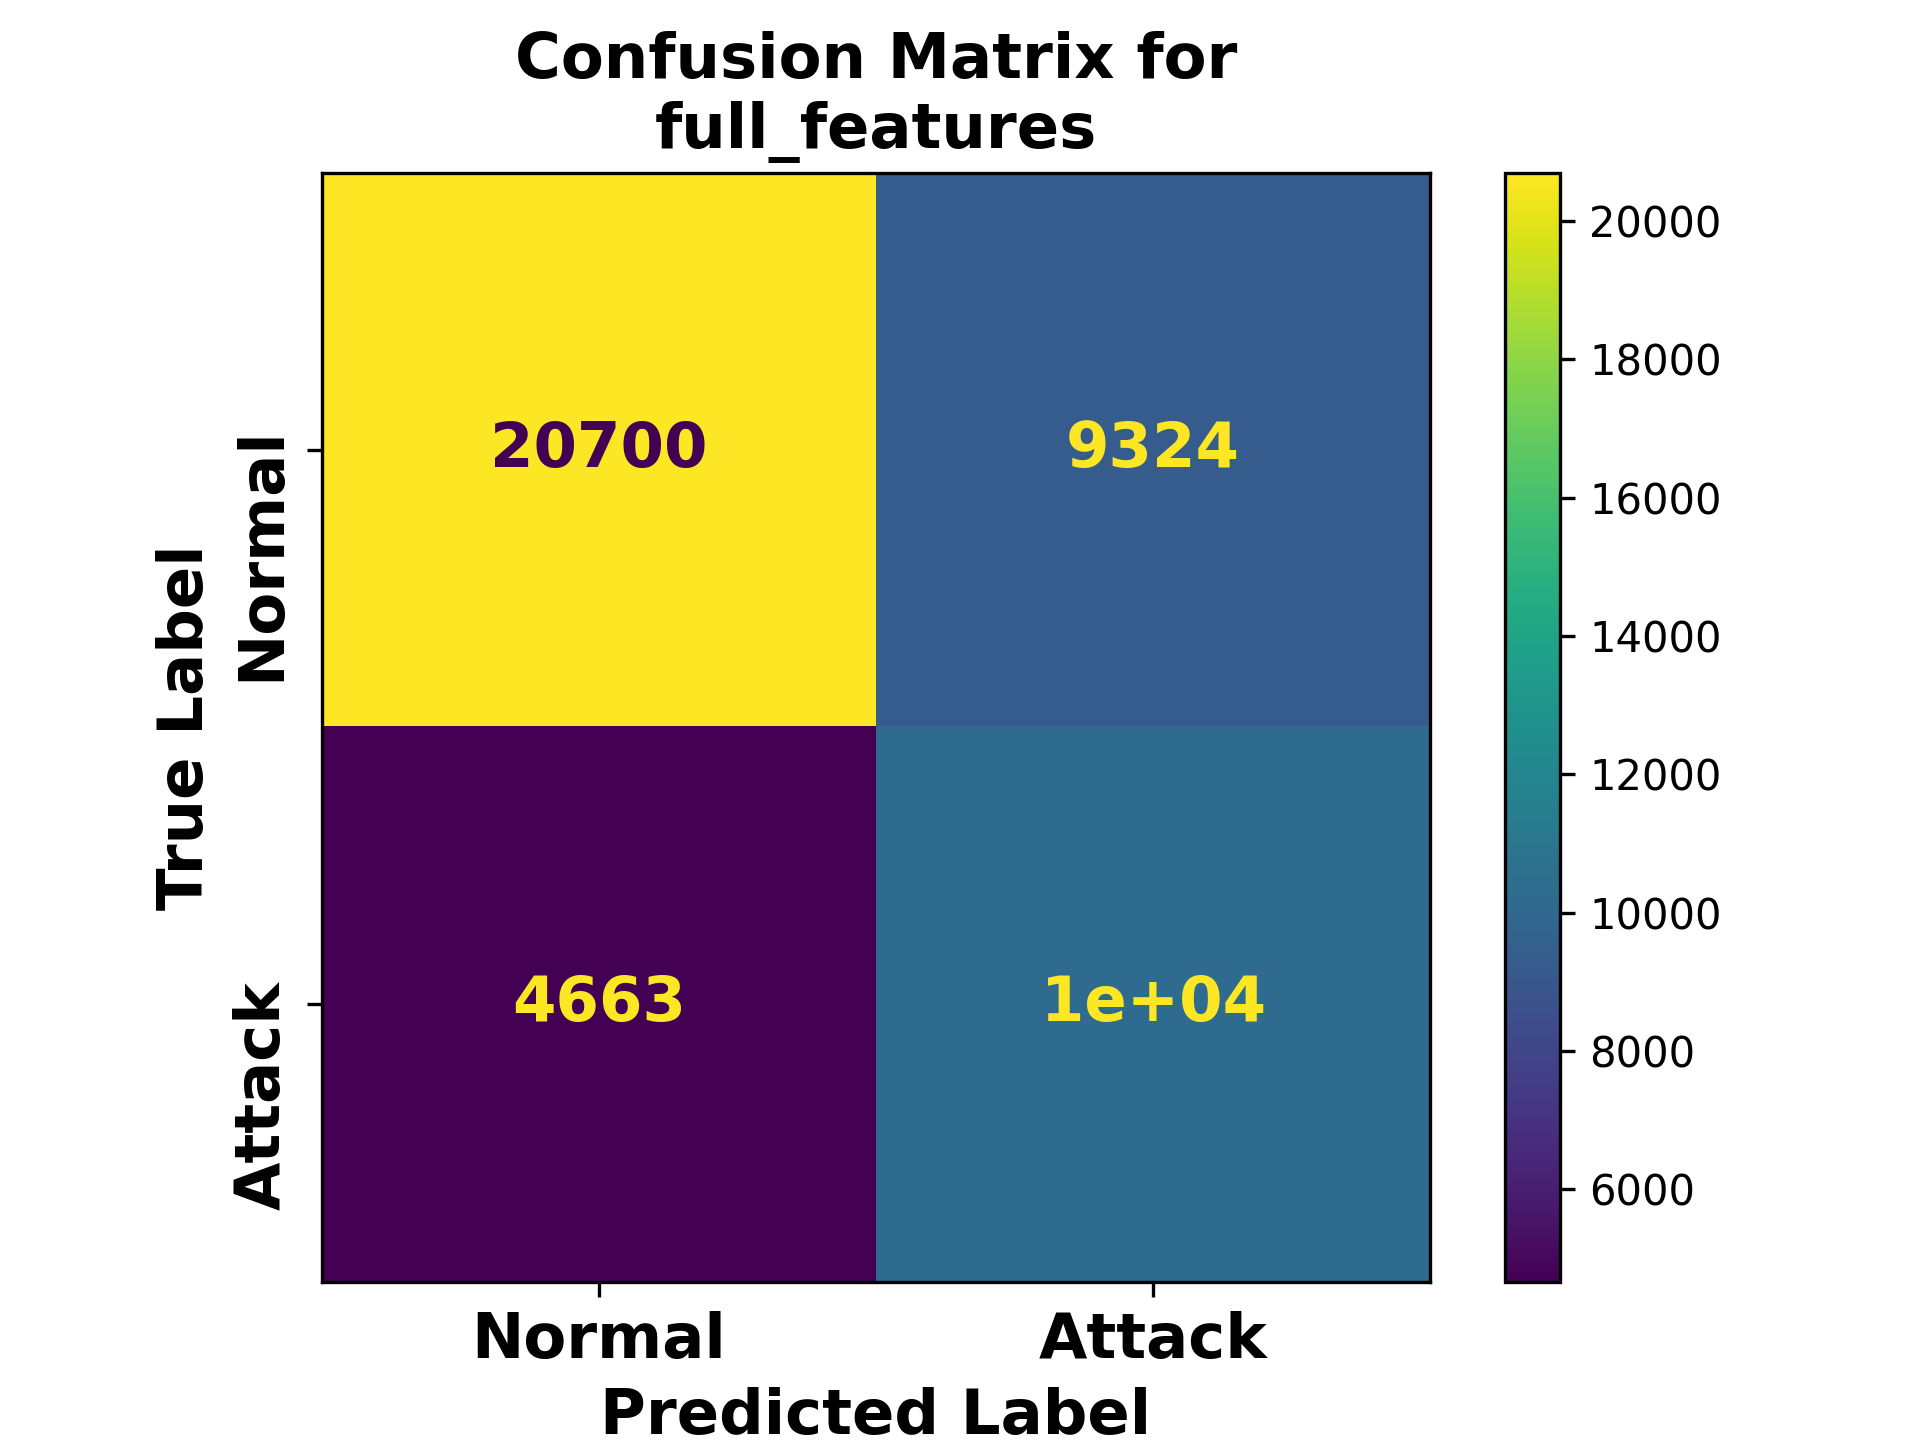 Confusion Matrix for
full_features
True Label
Normal
Attack
20700
9324
4663
1e+04
Normal
Attack
Predicted Label
20000
18000
16000
14000
12000
10000
8000
6000